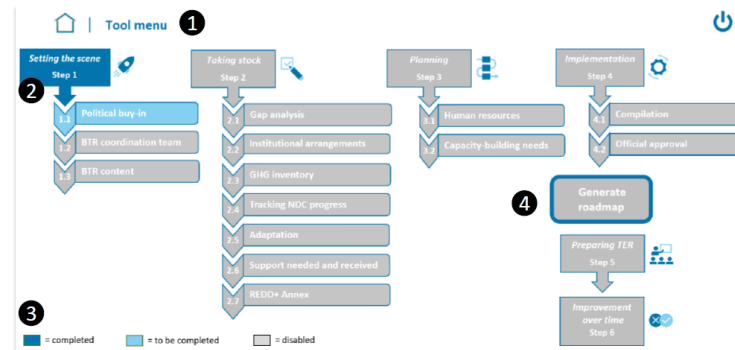 Tool menu
1
Setting the scene
Step 1
Taking stock
Step 2
Planning
Step 3
Implementation
Step 4
2
1.1 Political buy-in
1.2 BTR coordination team
1.3 BTR content
2.1 Gap analysis
2.2 Institutional arrangements
2.3 GHG inventory
2.4 Tracking NDC progress
2.5 Adaptation
2.6 Support needed and received
2.7 REDD+ Annex
3.1 Human resources
3.2 Capacity-building needs
4.1 Compilation
4.2 Official approval
4
Generate
roadmap
Preparing TER
Step 5
Improvement
over time
Step 6
3
= completed
= to be completed
= disabled